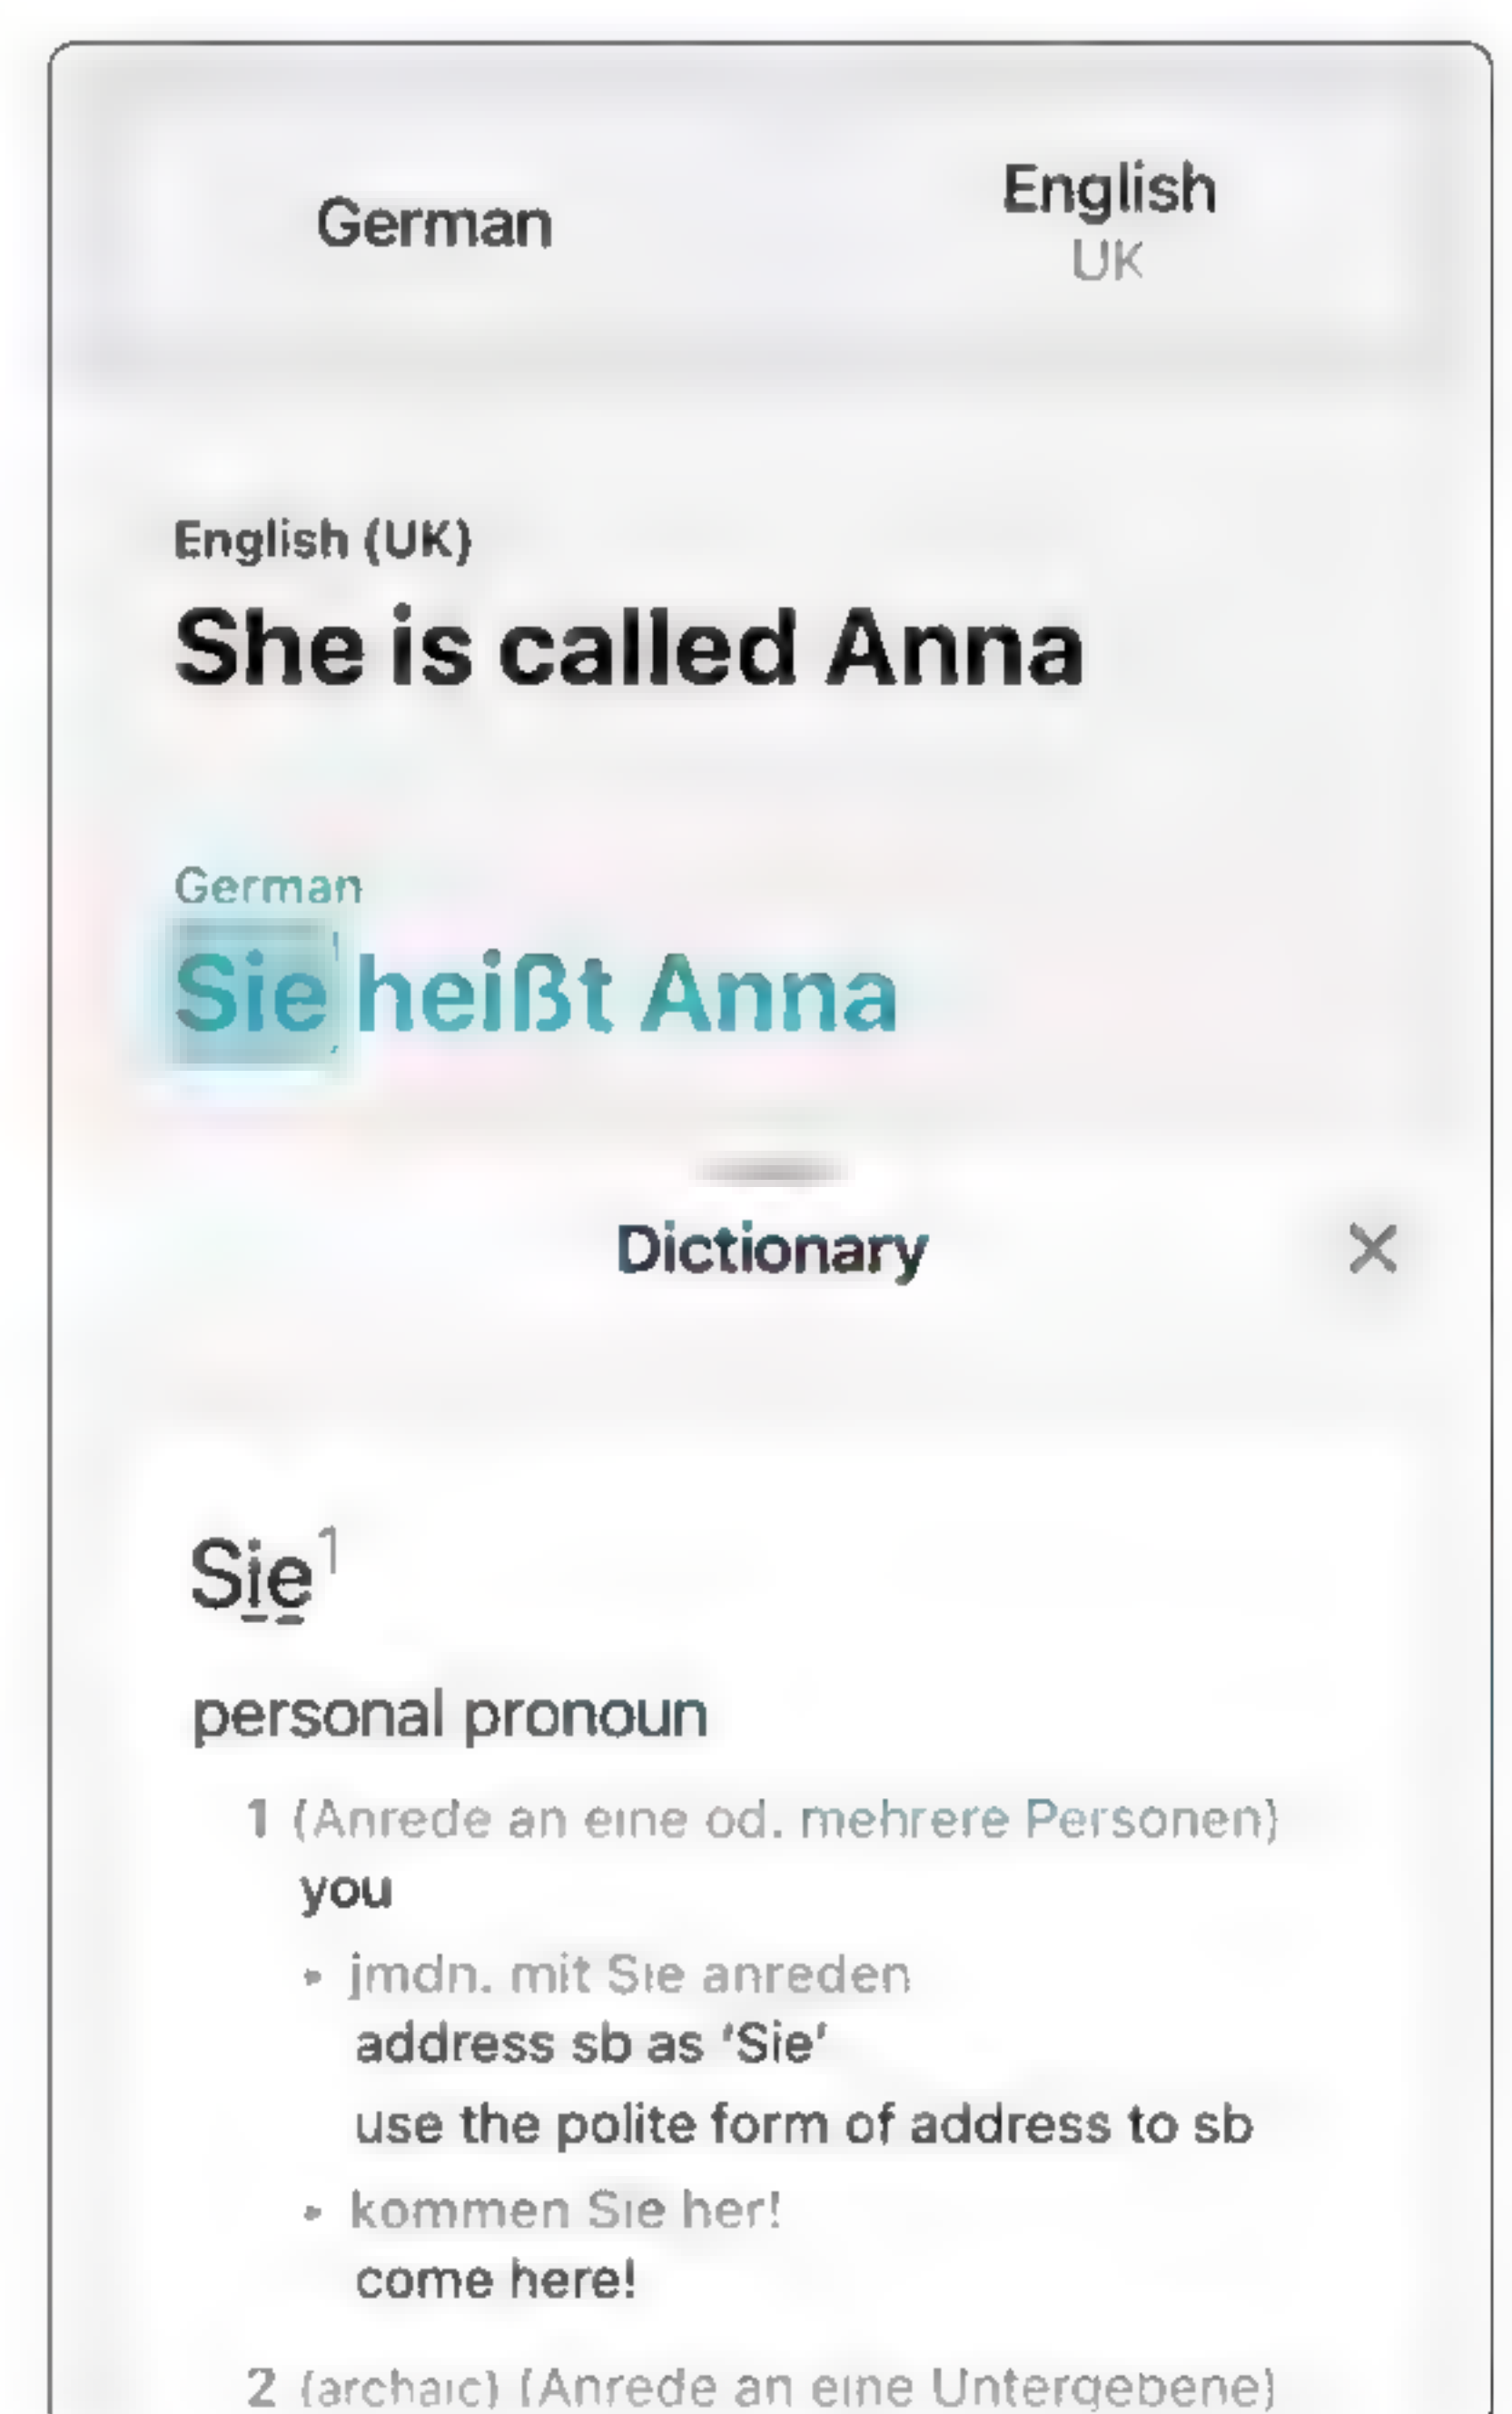 German
English
UK
English (UK)
She is called Anna
German
Sie heißt Anna
Dictionary
Sie¹
personal pronoun
1 (Anrede an eine od. mehrere Personen)
you
• jmdn. mit Sie anreden
address sb as ‘Sie’
use the polite form of address to sb
• kommen Sie her!
come here!
2 (archaic) (Anrede an eine Untergebene)